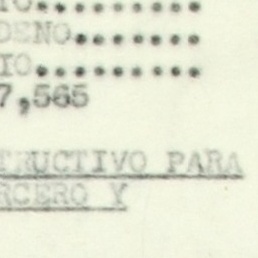 TO.........
DENO.......
IO.........
7,565
TRUCTIVO PARA
RCERO Y